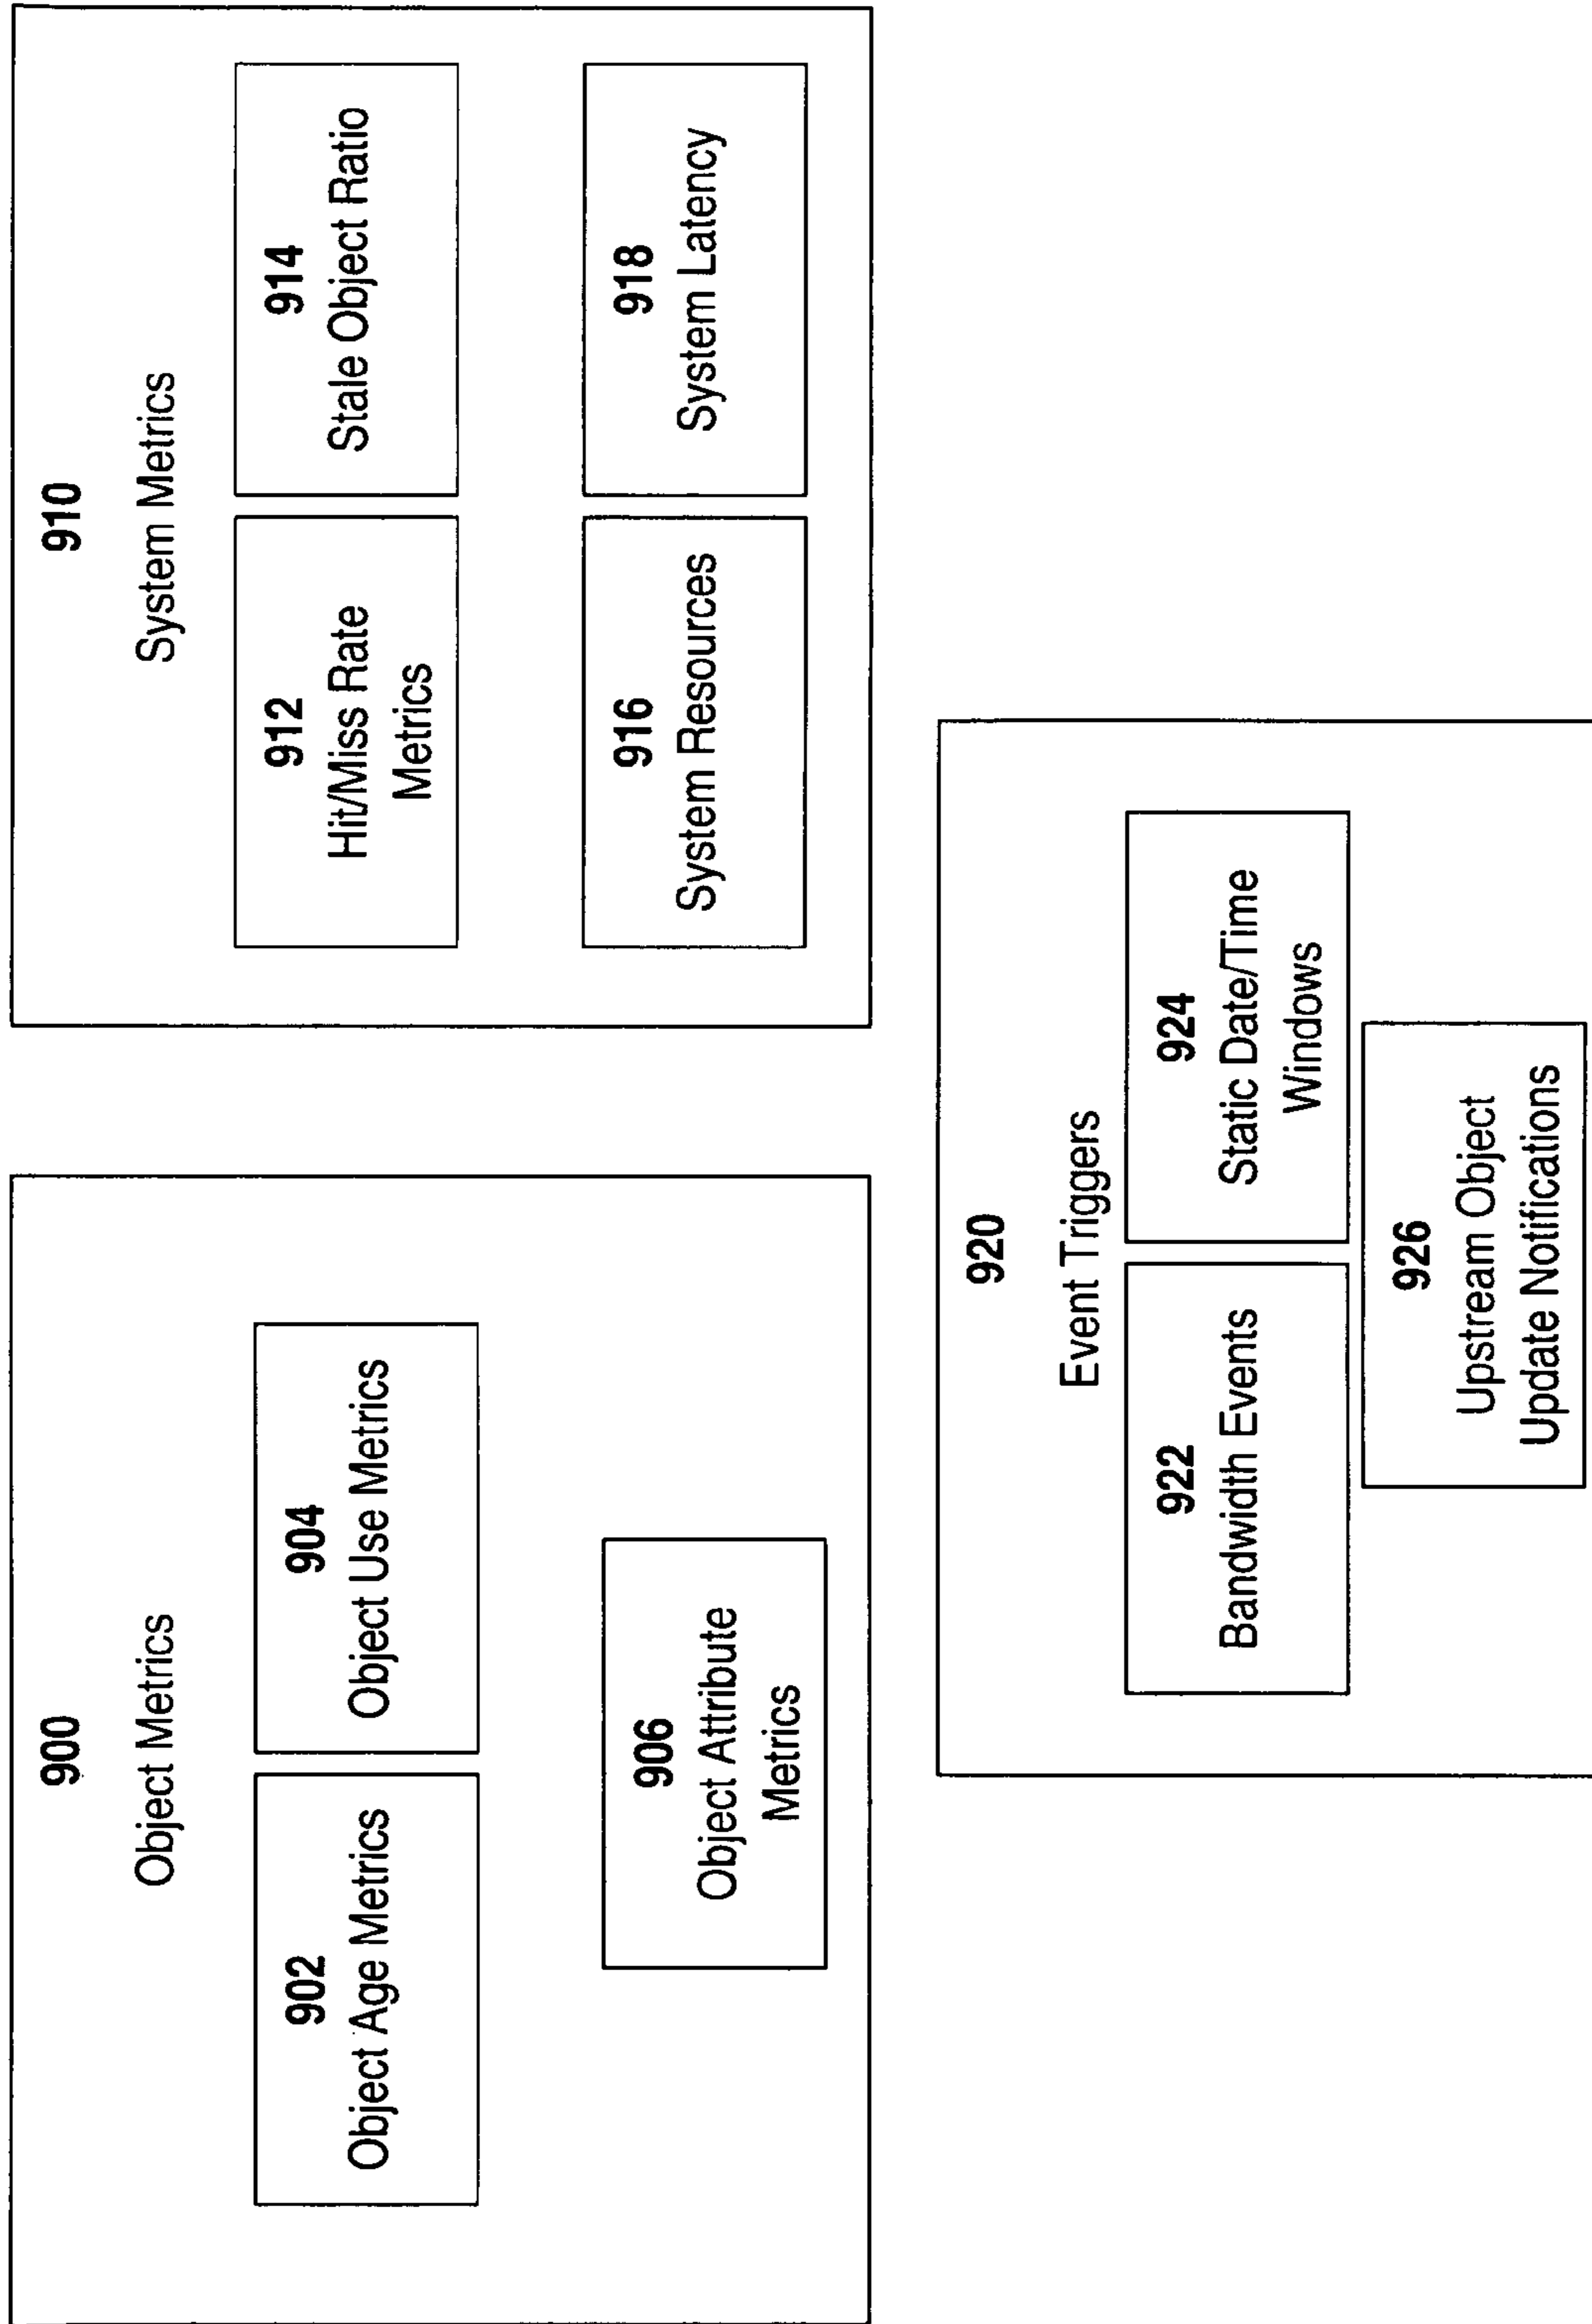 900
Object Metrics
902
Object Age Metrics
904
Object Use Metrics
906
Object Attribute
Metrics
910
System Metrics
912
Hit/Miss Rate
Metrics
914
Stale Object Ratio
916
System Resources
918
System Latency
920
Event Triggers
922
Bandwidth Events
924
Static Date/Time
Windows
926
Upstream Object
Update Notifications